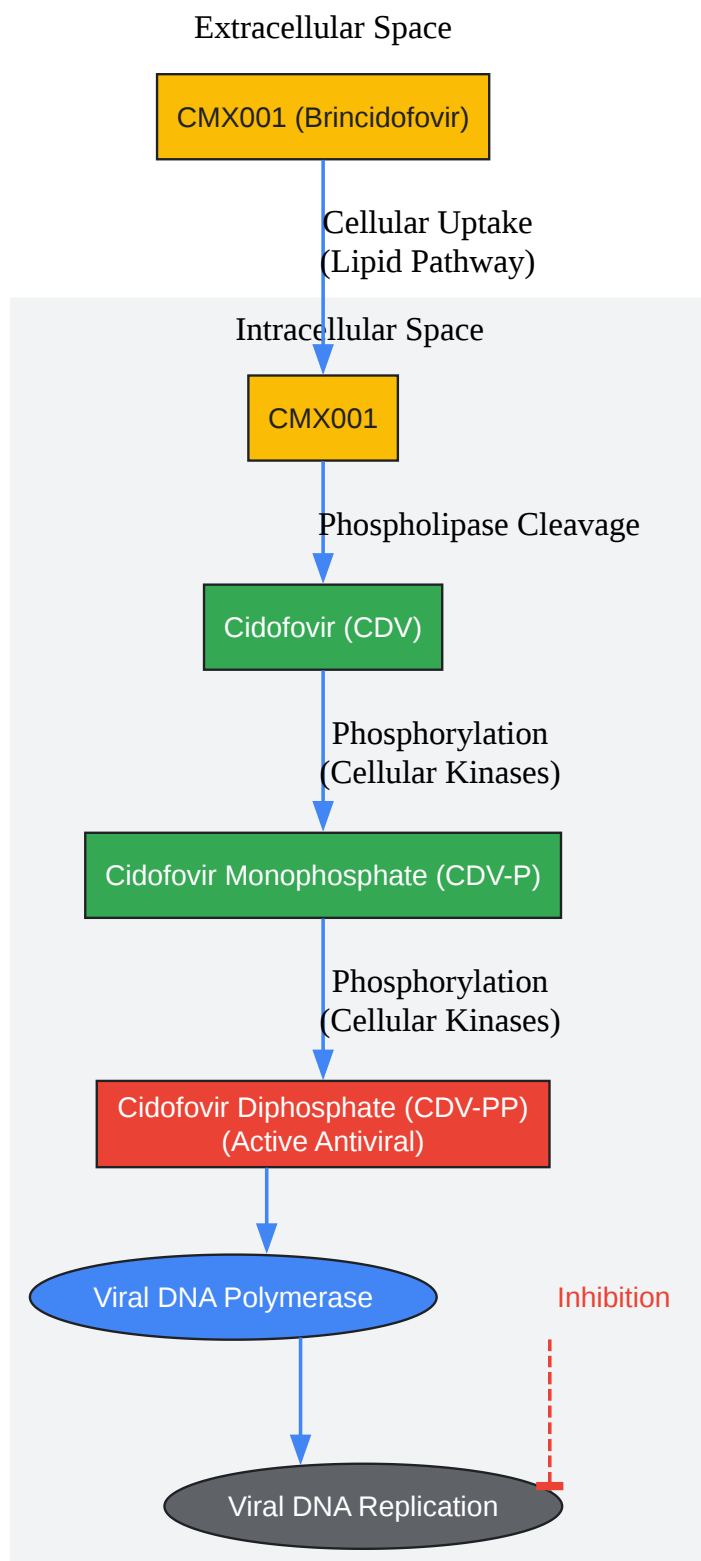 Extracellular Space
CMX001 (Brincidofovir)
Cellular Uptake
(Lipid Pathway)
Intracellular Space
CMX001
Phospholipase Cleavage
Cidofovir (CDV)
Phosphorylation
(Cellular Kinases)
Cidofovir Monophosphate (CDV-P)
Phosphorylation
(Cellular Kinases)
Cidofovir Diphosphate (CDV-PP)
(Active Antiviral)
Viral DNA Polymerase
Inhibition
Viral DNA Replication